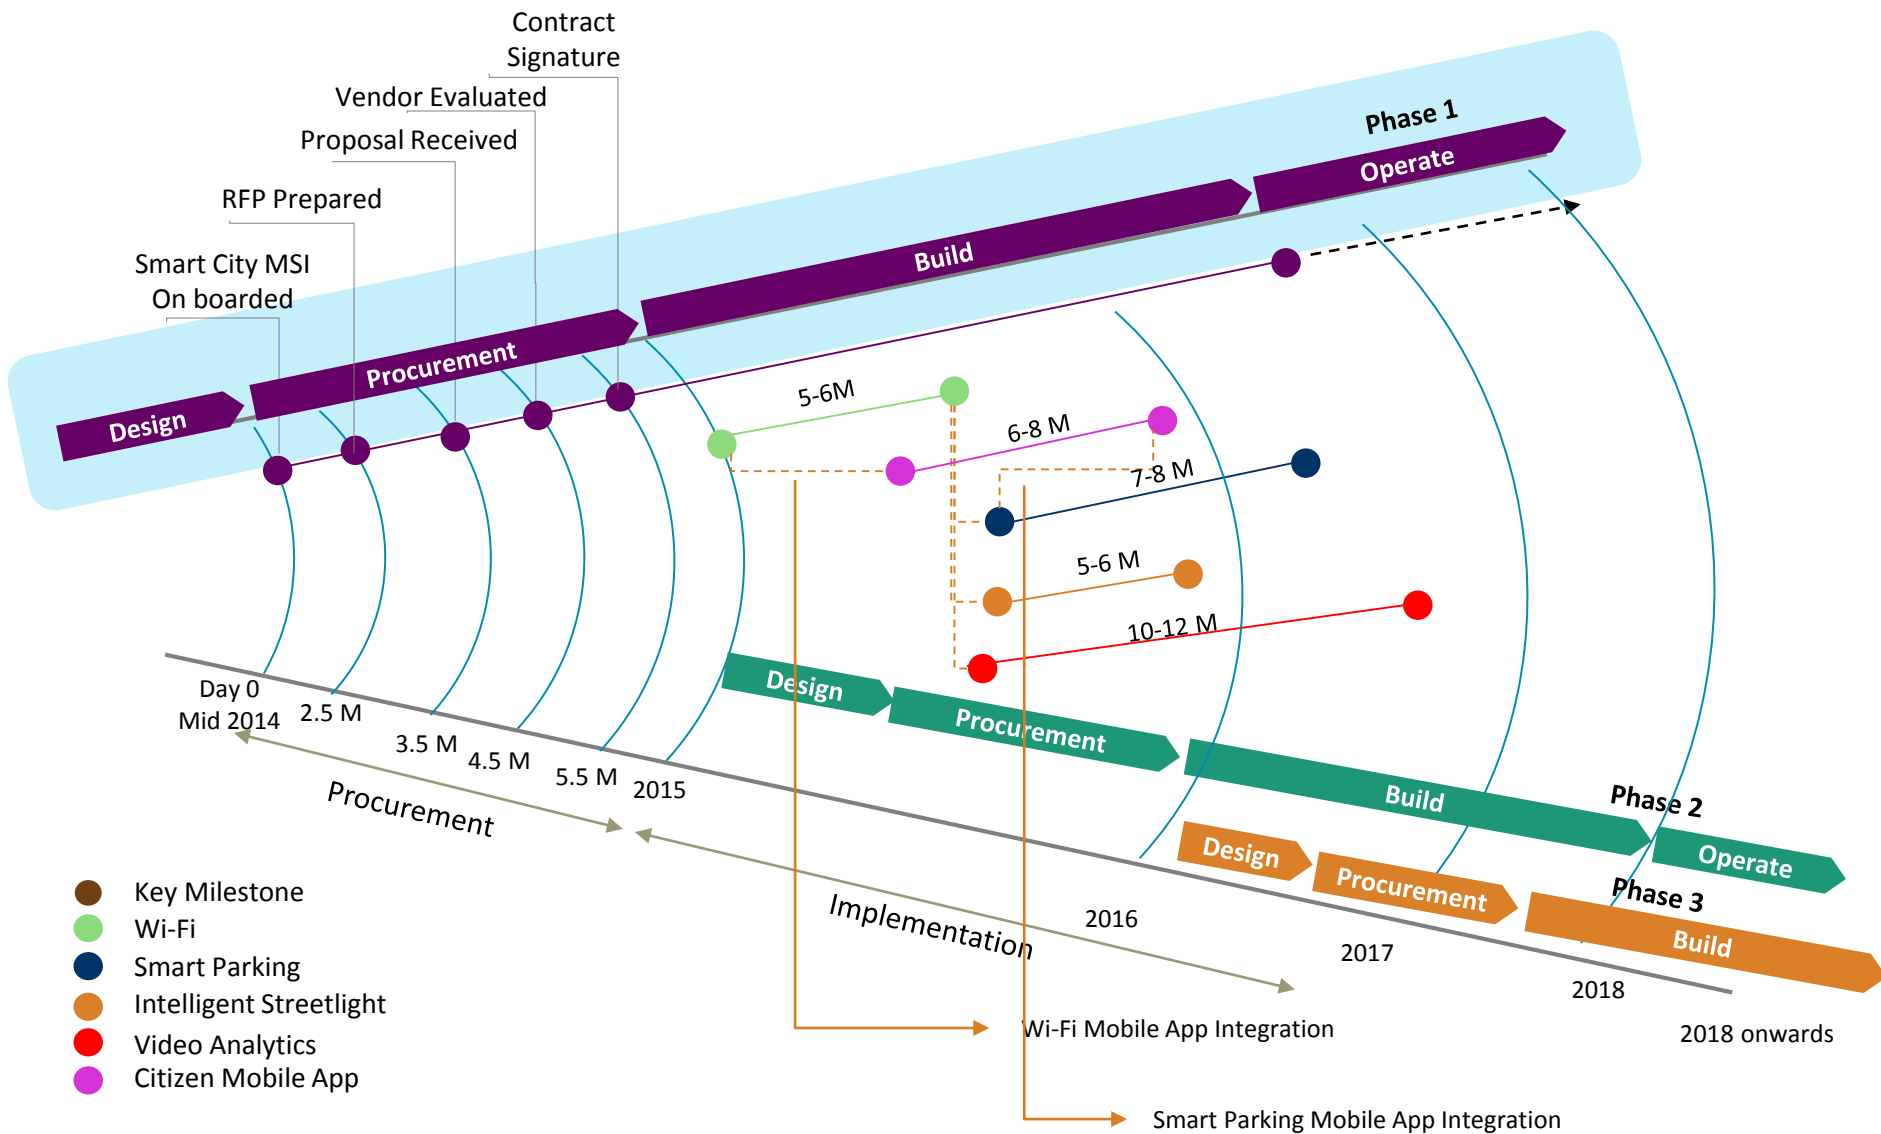 Contract
Signature
Vendor Evaluated
Proposal Received
RFP Prepared
Smart City MSI
On boarded
Phase 1
Operate
Build
Procurement
Design
5-6M
6-8 M
7-8 M
5-6 M
10-12 M
Design
Procurement
Build
Phase 2
Operate
Design
Procurement
Phase 3
Build
Day 0
Mid 2014
2.5 M
3.5 M
4.5 M
5.5 M
2015
2016
2017
2018
2018 onwards
Procurement
Implementation
Key Milestone
Wi-Fi
Smart Parking
Intelligent Streetlight
Video Analytics
Citizen Mobile App
Wi-Fi Mobile App Integration
Smart Parking Mobile App Integration